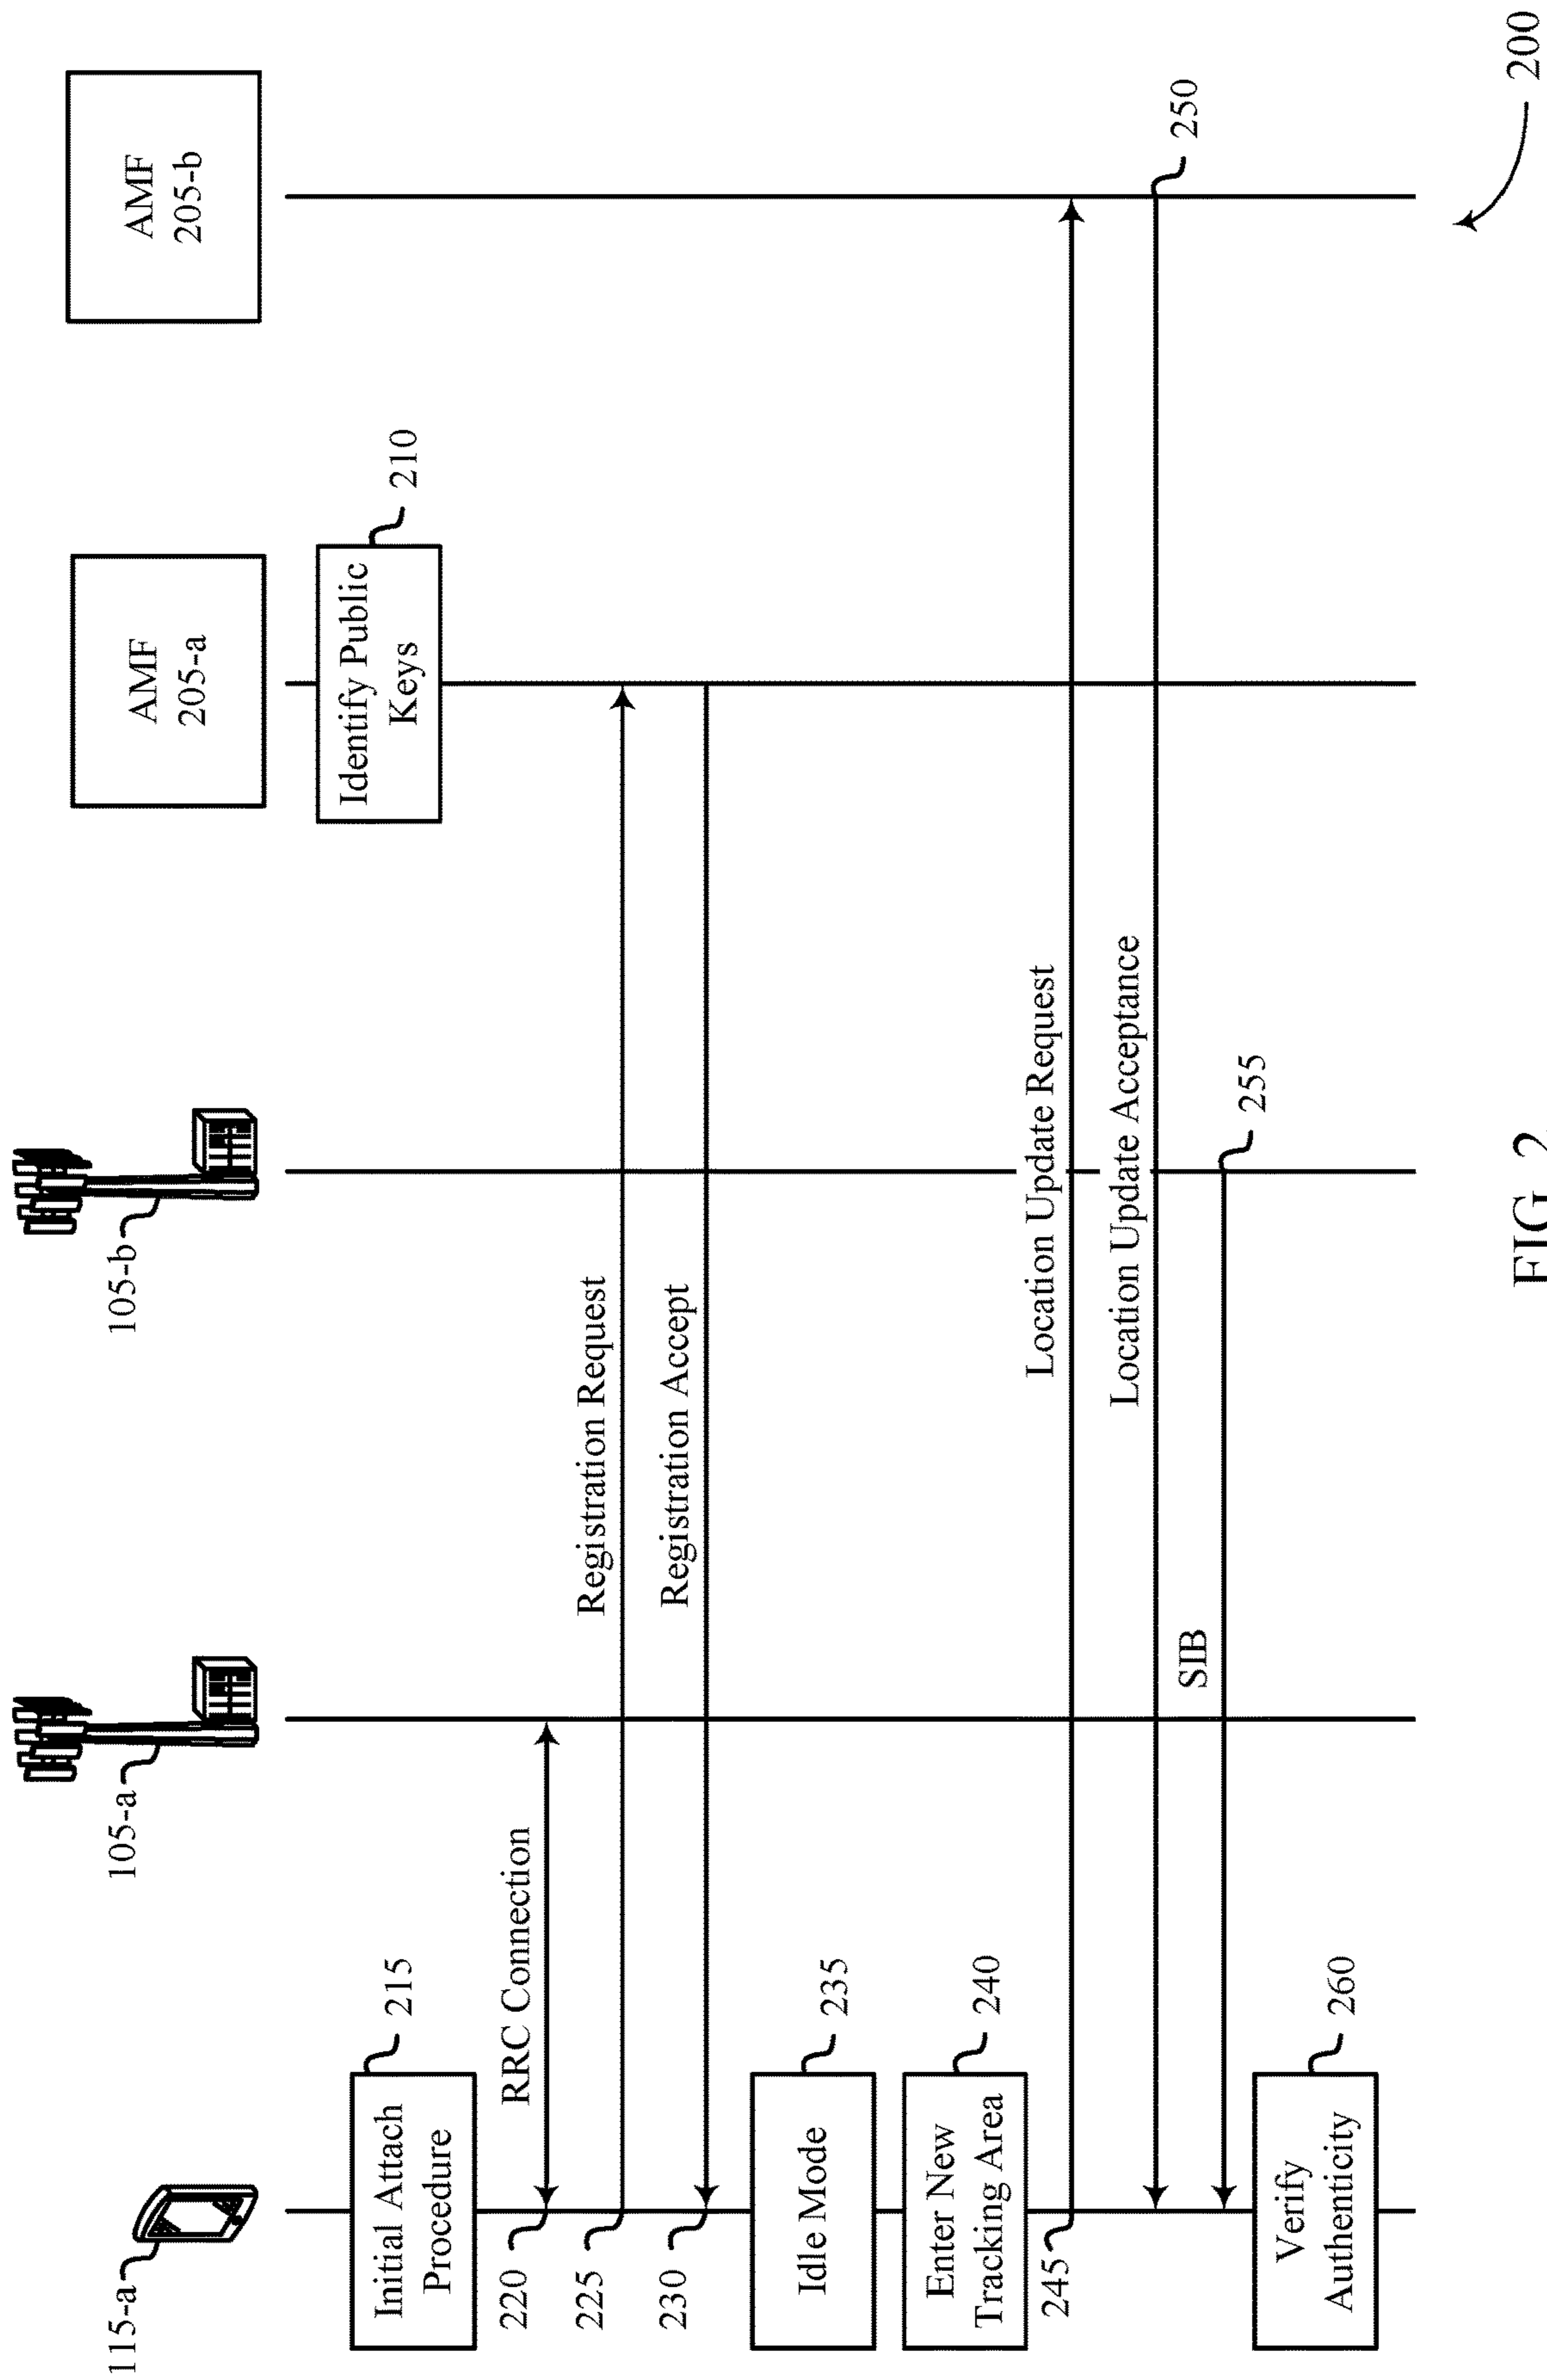 115-a
105-a
105-b
AMF
205-a
AMF
205-b
Identify Public
Keys
210
Initial Attach
Procedure
215
RRC Connection
220
Registration Request
225
Registration Accept
230
Idle Mode
235
Enter New
Tracking Area
240
Location Update Request
245
Location Update Acceptance
250
SIB
255
Verify
Authenticity
260
200
FIG. 2